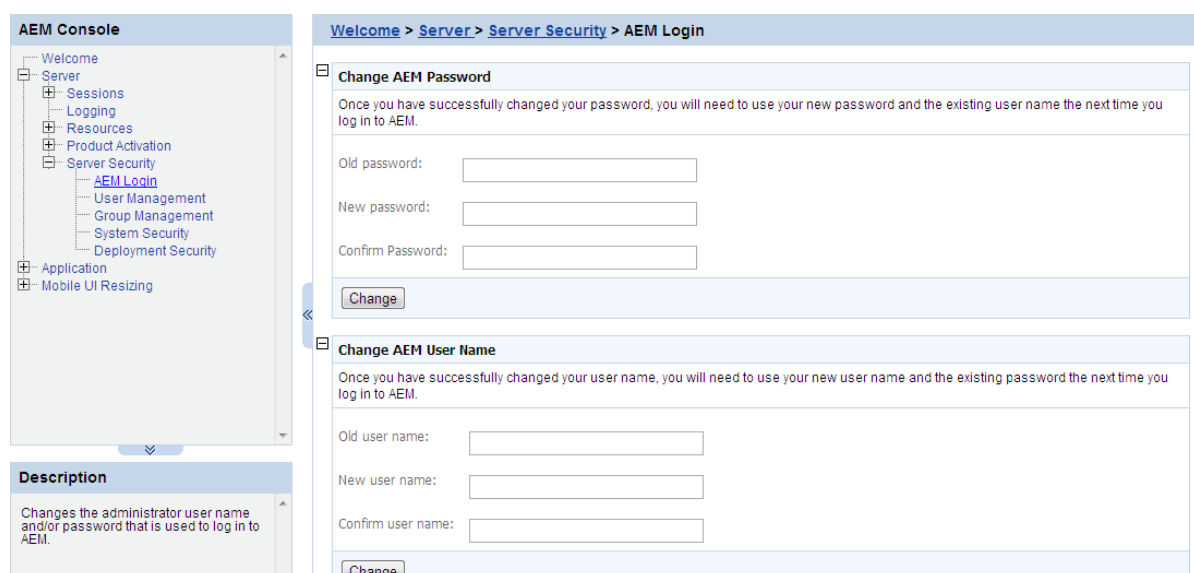 AEM Console
Welcome
Server
Sessions
Logging
Resources
Product Activation
Server Security
AEM Login
User Management
Group Management
System Security
Deployment Security
Application
Mobile UI Resizing
Description
Changes the administrator user name
and/or password that is used to log in to
AEM.
Welcome > Server > Server Security > AEM Login
Change AEM Password
Once you have successfully changed your password, you will need to use your new password and the existing user name the next time you
log in to AEM.
Old password:
New password:
Confirm Password:
Change
Change AEM User Name
Once you have successfully changed your user name, you will need to use your new user name and the existing password the next time you
log in to AEM.
Old user name:
New user name:
Confirm user name:
Change